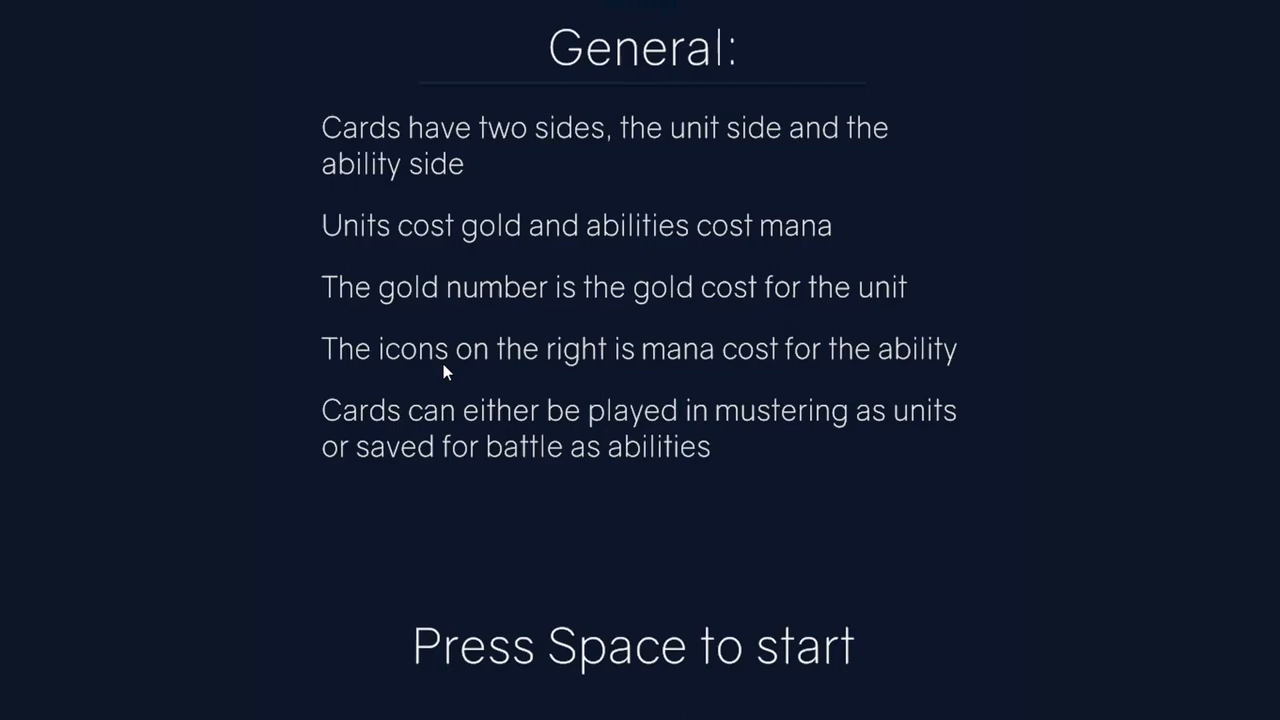 General:
Cards have two sides, the unit side and the
ability side
Units cost gold and abilities cost mana
The gold number is the gold cost for the unit
The icons on the right is mana cost for the ability
Cards can either be played in mustering as units
or saved for battle as abilities
Press Space to start